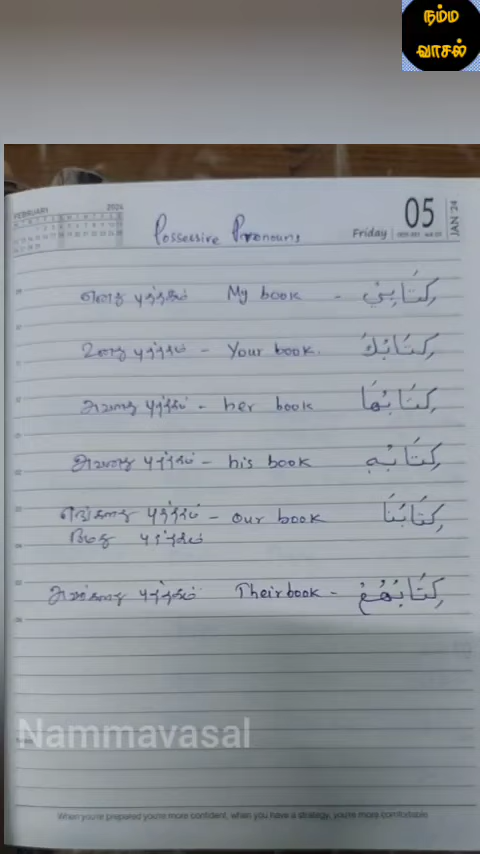 நம்ம
வாசல்
FEBRUARY 2024
05
Friday
JAN '24
Possessive Pronouns
எனது புத்தகம் My book - كِتَابِيْ
உனது புத்தகம் - Your book. كِتَابُكَ
அவளது புத்தகம் - her book كِتَابُهَا
அவனது புத்தகம் - his book كِتَابُهِ
எங்களது புத்தகம் - our book كِتَابُنَا
நமது புத்தகம்
அவர்களது புத்தகம் Their book - كِتَابُهُمْ
Nammavasal
When you're prepared you're more confident, when you have a strategy, you're more comfortable